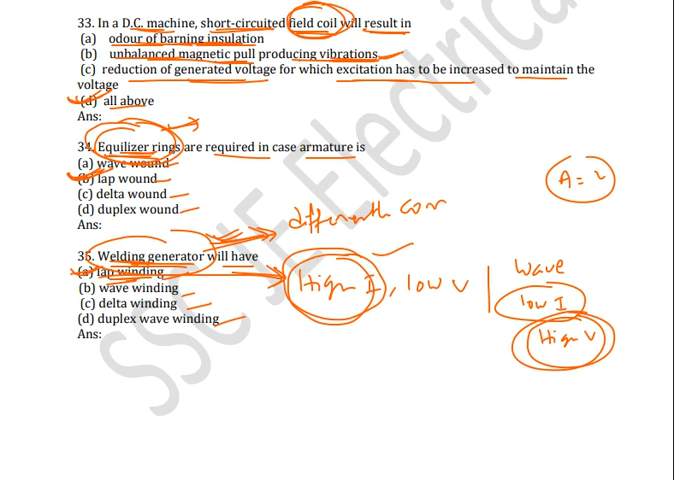 33. In a D.C. machine, short-circuited field coil will result in
(a) odour of barning insulation
(b) unbalanced magnetic pull producing vibrations
(c) reduction of generated voltage for which excitation has to be increased to maintain the
voltage
(d) all above
Ans:
34. Equilizer rings are required in case armature is
(a) wave wound
(b) lap wound
(c) delta wound
(d) duplex wound
Ans:
A = 2
35. Welding generator will have
(a) lap winding
(b) wave winding
(c) delta winding
(d) duplex wave winding
Ans:
High I, low v
wave
low I
High V
SSC JE Electrical